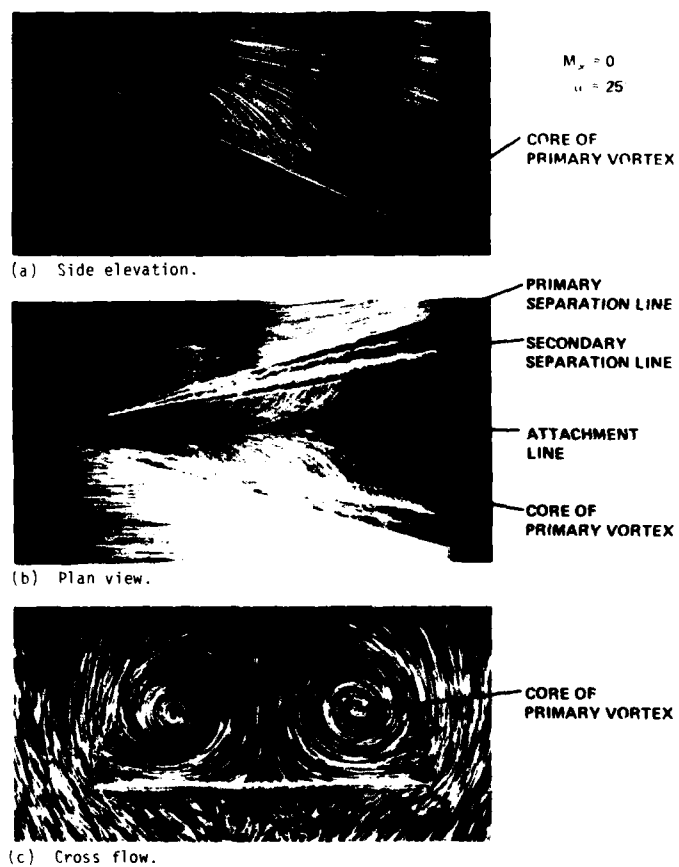 M∞ ≈ 0
α = 25
CORE OF
PRIMARY VORTEX
(a) Side elevation.
PRIMARY
SEPARATION LINE
SECONDARY
SEPARATION LINE
ATTACHMENT
LINE
CORE OF
PRIMARY VORTEX
(b) Plan view.
CORE OF
PRIMARY VORTEX
(c) Cross flow.